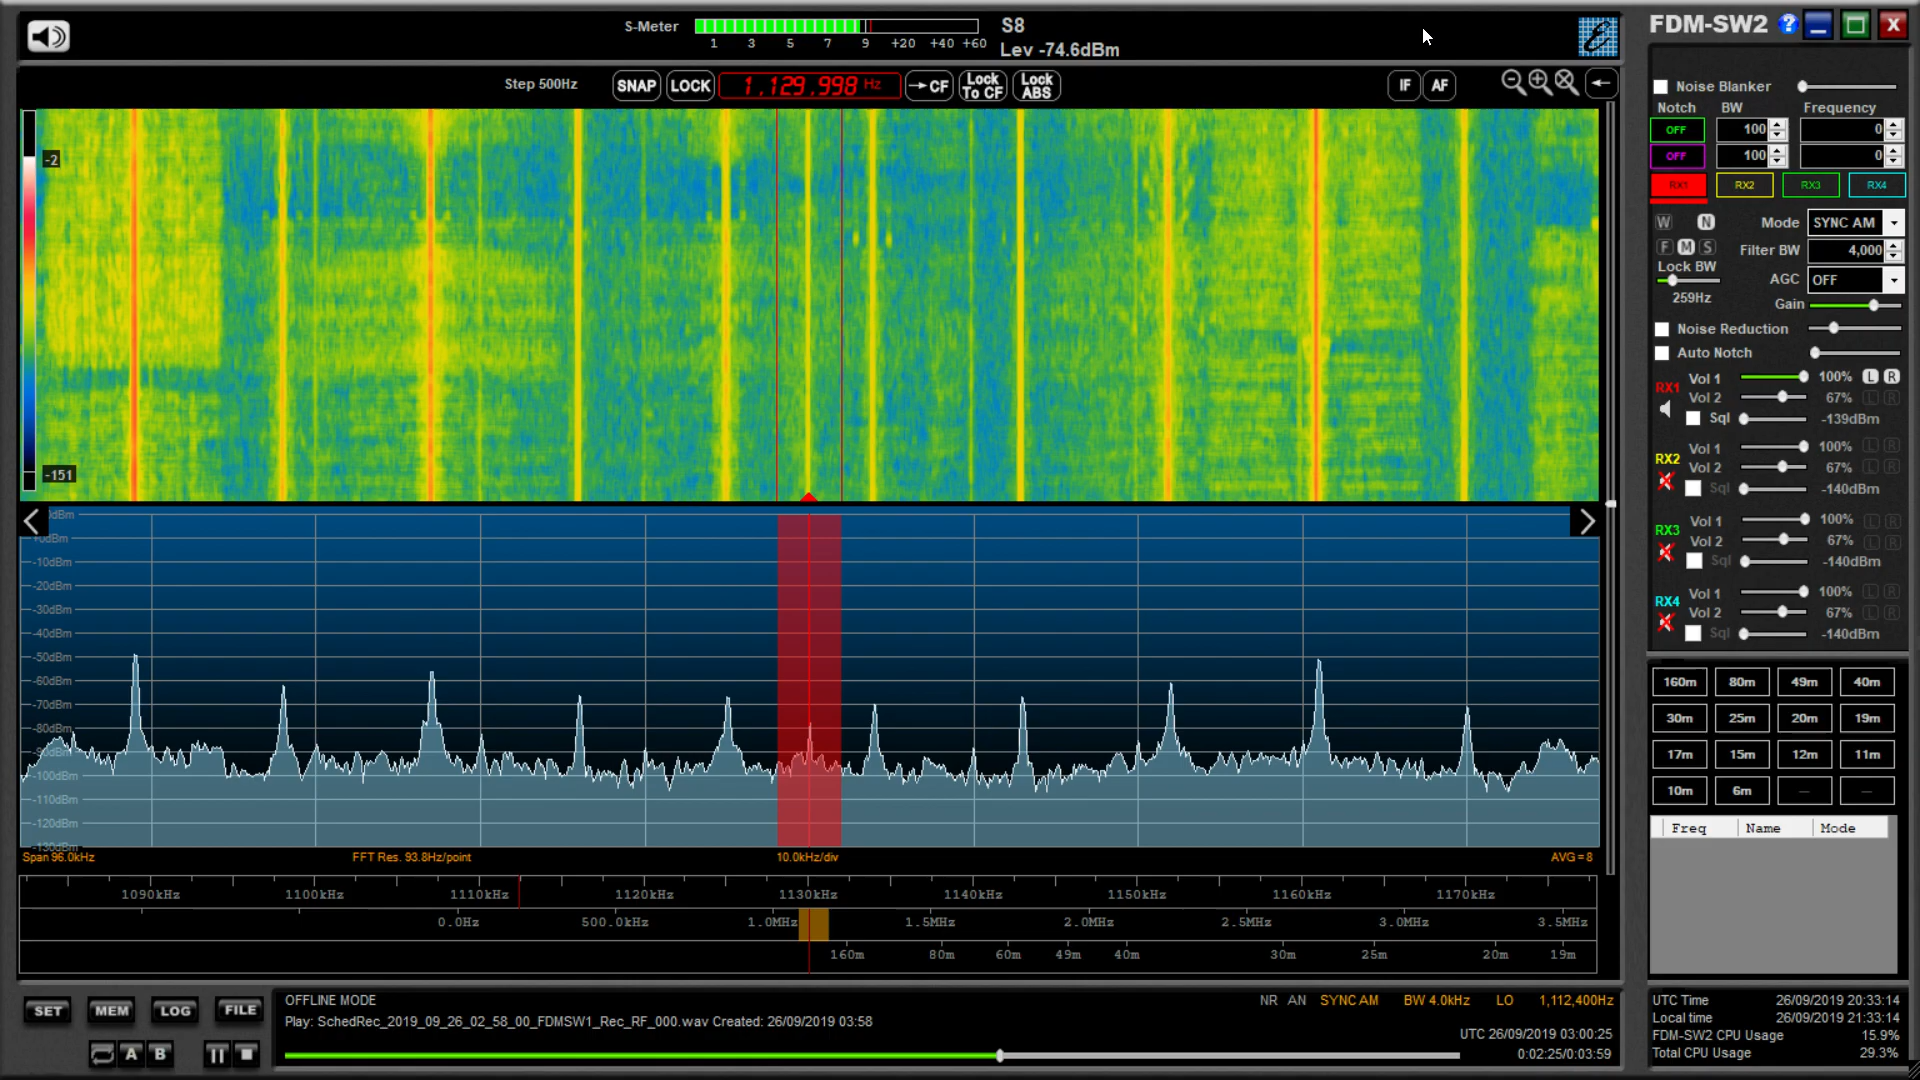 S-Meter
1 3 5 7 9 +20 +40 +60
S8
Lev -74.6dBm
FDM-SW2
?
X
Step 500Hz
SNAP
LOCK
1.129.998 Hz
→CF
Lock To CF
Lock ABS
IF
AF
-2
-151
-10dBm
-20dBm
-30dBm
-40dBm
-50dBm
-60dBm
-70dBm
-80dBm
-90dBm
-100dBm
-110dBm
-120dBm
-130dBm
Span 96.0kHz
FFT Res. 93.8Hz/point
10.0kHz/div
AVG=8
1090kHz 1100kHz 1110kHz 1120kHz 1130kHz 1140kHz 1150kHz 1160kHz 1170kHz
0.0Hz 500.0kHz 1.0MHz 1.5MHz 2.0MHz 2.5MHz 3.0MHz 3.5MHz
160m 80m 60m 49m 40m 30m 25m 20m 19m
SET MEM LOG FILE
A B
OFFLINE MODE
NR AN SYNC AM BW 4.0kHz LO 1,112,400Hz
Play: SchedRec_2019_09_26_02_58_00_FDMSW1_Rec_RF_000.wav Created: 26/09/2019 03:58
UTC 26/09/2019 03:00:25
0:02:25/0:03:59
Noise Blanker
Notch BW Frequency
OFF 100 0
OFF 100 0
RX1 RX2 RX3 RX4
W N Mode SYNC AM
F M S Filter BW 4,000
Lock BW
AGC OFF
259Hz
Gain
Noise Reduction
Auto Notch
RX1 Vol 1 100% L R
Vol 2 67% L R
Sql -139dBm
RX2 Vol 1 100% L R
Vol 2 67% L R
Sql -140dBm
RX3 Vol 1 100% L R
Vol 2 67% L R
Sql -140dBm
RX4 Vol 1 100% L R
Vol 2 67% L R
Sql -140dBm
160m 80m 49m 40m
30m 25m 20m 19m
17m 15m 12m 11m
10m 6m — —
Freq Name Mode
UTC Time 26/09/2019 20:33:14
Local time 26/09/2019 21:33:14
FDM-SW2 CPU Usage 15.9%
Total CPU Usage 29.3%